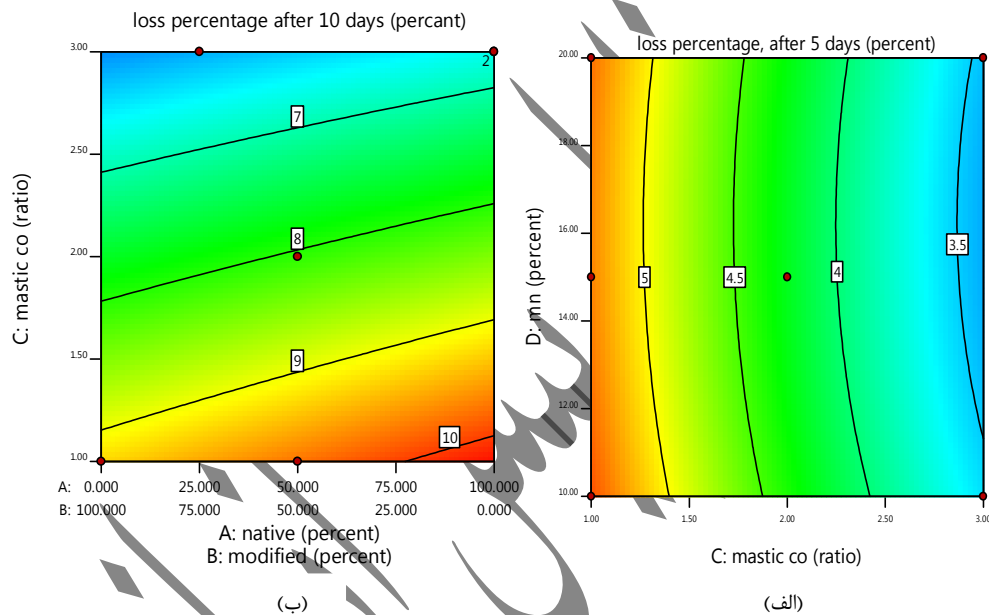 loss percentage after 10 days (percant)
3.00
2.50
2.00
1.50
1.00
C: mastic co (ratio)
2
7
8
9
10
A: 0.000 25.000 50.000 75.000 100.000
B: 100.000 75.000 50.000 25.000 0.000
A: native (percent)
B: modified (percent)
(ب)
loss percentage, after 5 days (percent)
20.00
18.00
16.00
14.00
12.00
10.00
D: mn (percent)
5
4.5
4
3.5
1.00 1.50 2.00 2.50 3.00
C: mastic co (ratio)
(الف)